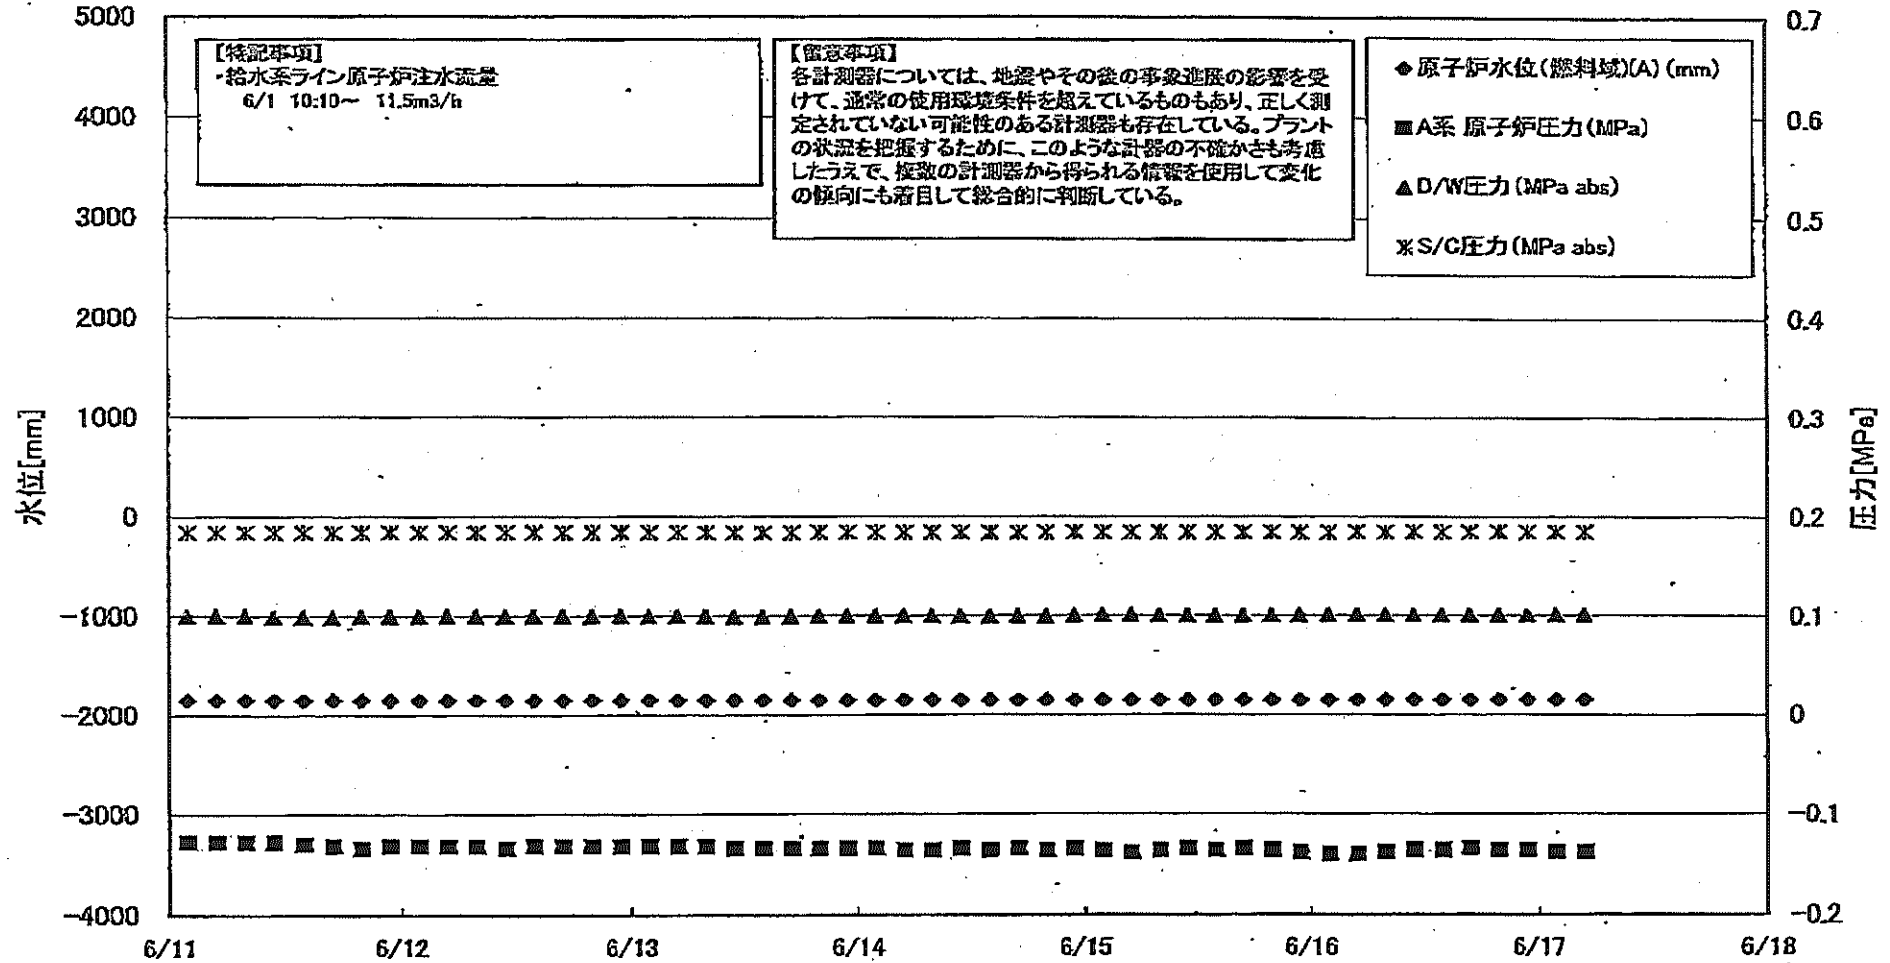 5000
4000
3000
2000
1000
0
-1000
-2000
-3000
-4000
水位[mm]
【特記事項】
・給水系ライン原子炉注水流量
6/1 10:10～ 11.5m3/h
【留意事項】
各計測器については、地震やその後の事象進展の影響を受
けて、通常の使用環境条件を超えているものもあり、正しく測
定されていない可能性のある計測器も存在している。プラント
の状況を把握するために、このような計器の不確かさも考慮
したうえで、複数の計測器から得られる情報を使用して変化
の傾向にも着目して総合的に判断している。
◆原子炉水位(燃料域)(A)(mm)
■A系 原子炉圧力(MPa)
▲D/W圧力(MPa abs)
S/C圧力(MPa abs)
0.7
0.6
0.5
0.4
0.3
0.2
0.1
0
-0.1
-0.2
圧力[MPa]
6/11 6/12 6/13 6/14 6/15 6/16 6/17 6/18